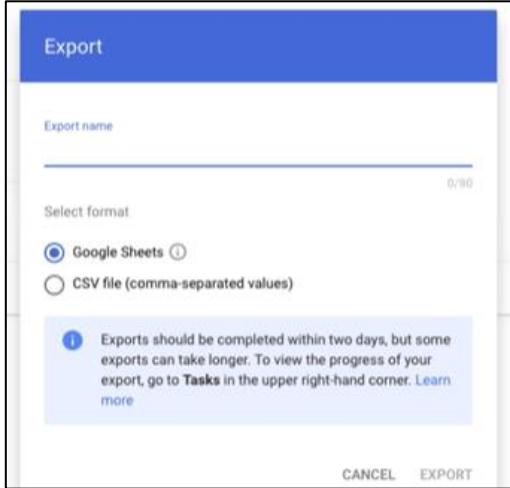 Export
Export name
0/80
Select format
Google Sheets
CSV file (comma-separated values)
Exports should be completed within two days, but some
exports can take longer. To view the progress of your
export, go to Tasks in the upper right-hand corner. Learn
more
CANCEL EXPORT